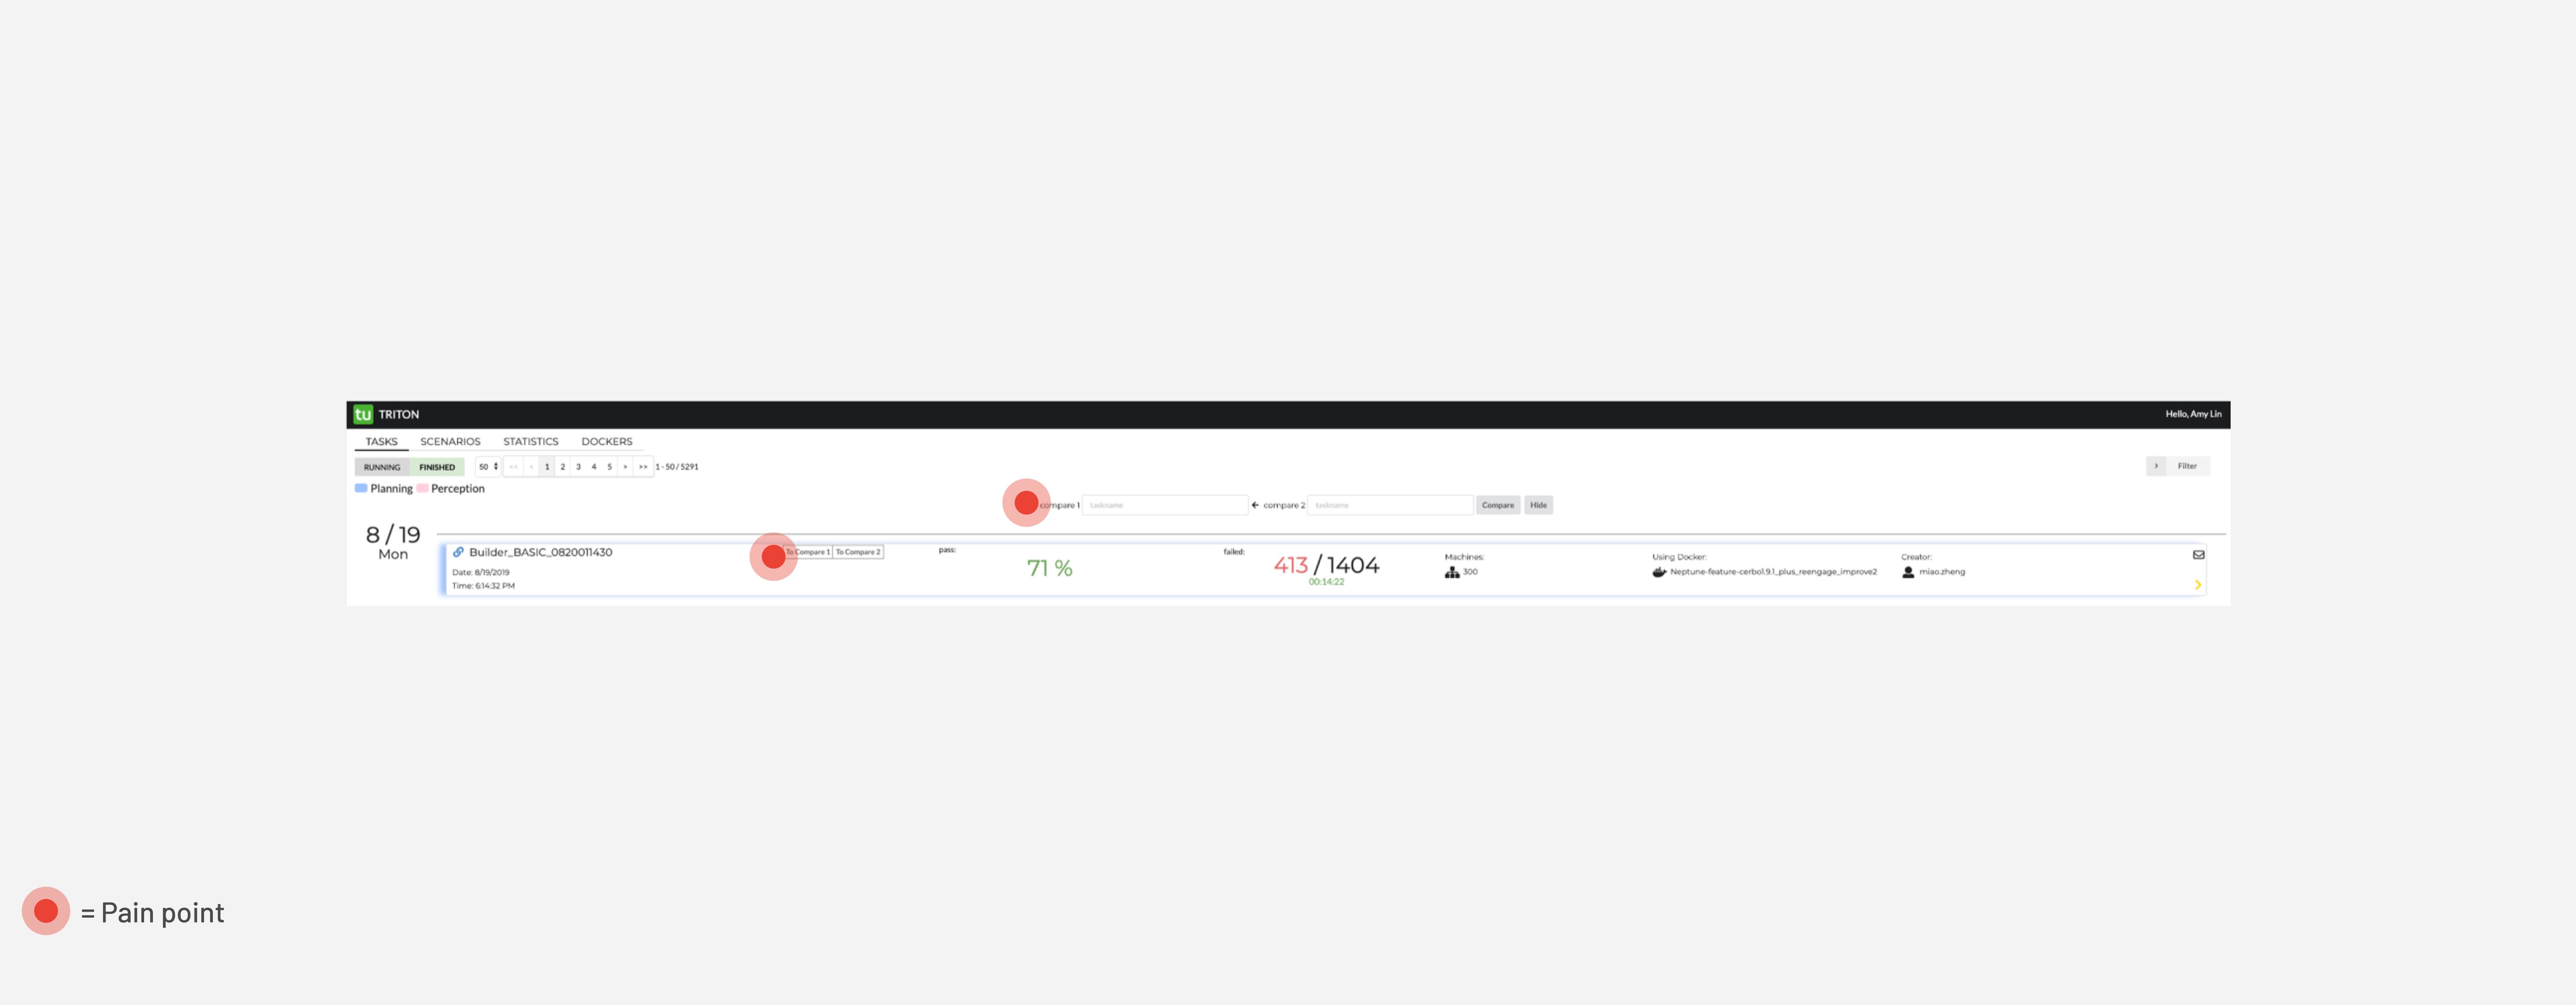 tu TRITON Hello, Amy Lin
TASKS SCENARIOS STATISTICS DOCKERS
RUNNING FINISHED 50 << < 1 2 3 4 5 > >> 1 - 50 / 5291 > Filter
Planning Perception
compare 1 taskname ← compare 2 taskname Compare Hide
8 / 19
Mon
Builder_BASIC_0820011430 To Compare 1 To Compare 2
Date: 8/19/2019
Time: 6:14:32 PM
pass:
71 %
failed:
413 / 1404
00:14:22
Machines:
300
Using Docker:
Neptune-feature-cerbo1.9.1_plus_reengage_improve2
Creator:
miao.zheng
= Pain point